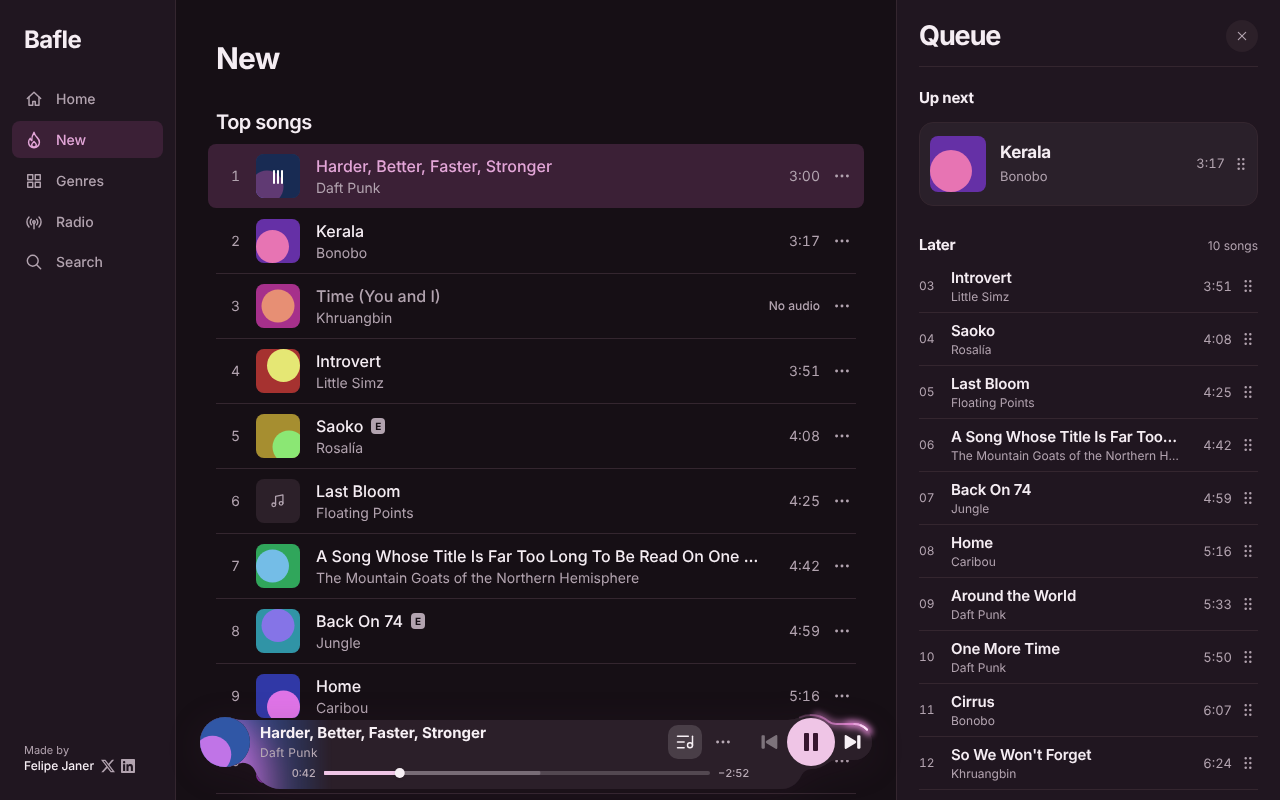 Bafle
Home
New
Genres
Radio
Search
Made by
Felipe Janer
New
Top songs
1
Harder, Better, Faster, Stronger
Daft Punk
3:00
2
Kerala
Bonobo
3:17
3
Time (You and I)
Khruangbin
No audio
4
Introvert
Little Simz
3:51
5
Saoko E
Rosalía
4:08
6
Last Bloom
Floating Points
4:25
7
A Song Whose Title Is Far Too Long To Be Read On One ...
The Mountain Goats of the Northern Hemisphere
4:42
8
Back On 74 E
Jungle
4:59
9
Home
Caribou
5:16
Harder, Better, Faster, Stronger
Daft Punk
0:42
−2:52
Queue
Up next
Kerala
Bonobo
3:17
Later
10 songs
03
Introvert
Little Simz
3:51
04
Saoko
Rosalía
4:08
05
Last Bloom
Floating Points
4:25
06
A Song Whose Title Is Far Too...
The Mountain Goats of the Northern H...
4:42
07
Back On 74
Jungle
4:59
08
Home
Caribou
5:16
09
Around the World
Daft Punk
5:33
10
One More Time
Daft Punk
5:50
11
Cirrus
Bonobo
6:07
12
So We Won't Forget
Khruangbin
6:24